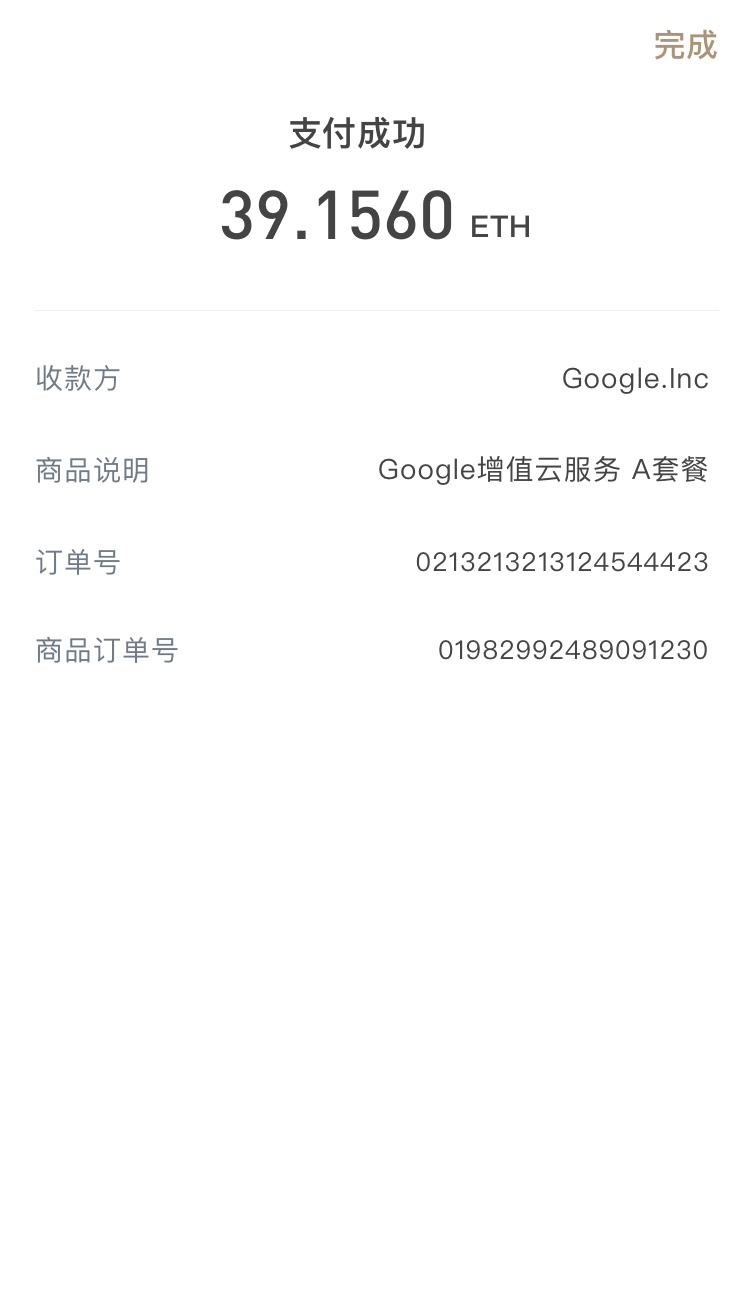 完成
支付成功
39.1560 ETH
收款方 Google.Inc
商品说明 Google增值云服务 A套餐
订单号 0213213213124544423
商品订单号 01982992489091230